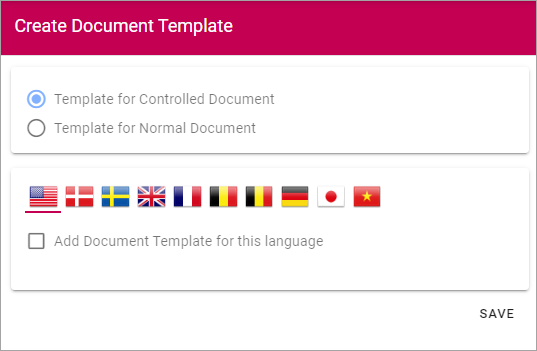 Create Document Template
Template for Controlled Document
Template for Normal Document
Add Document Template for this language
SAVE